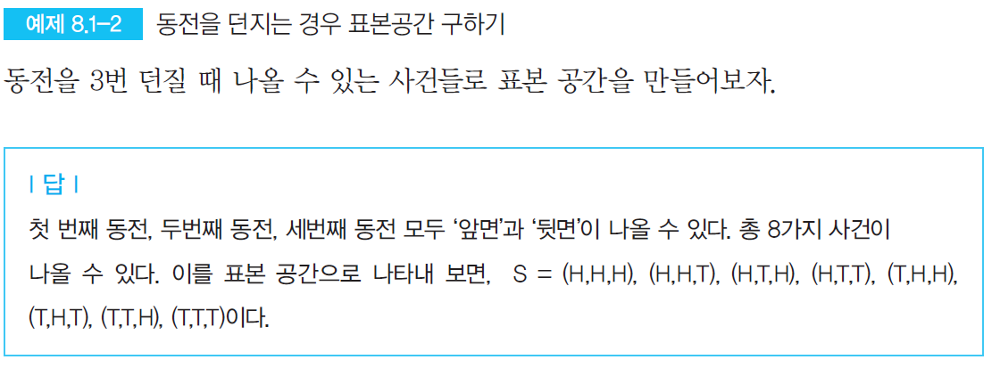 예제 8.1-2 동전을 던지는 경우 표본공간 구하기
동전을 3번 던질 때 나올 수 있는 사건들로 표본 공간을 만들어보자.
| 답 |
첫 번째 동전, 두번째 동전, 세번째 동전 모두 ‘앞면’과 ‘뒷면’이 나올 수 있다. 총 8가지 사건이
나올 수 있다. 이를 표본 공간으로 나타내 보면, S = (H,H,H), (H,H,T), (H,T,H), (H,T,T), (T,H,H),
(T,H,T), (T,T,H), (T,T,T)이다.